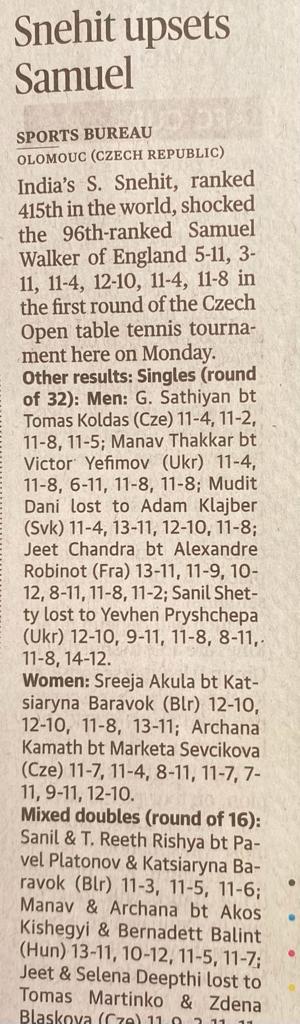 Snehit upsets
Samuel
SPORTS BUREAU
OLOMOUC (CZECH REPUBLIC)
India's S. Snehit, ranked
415th in the world, shocked
the 96th-ranked Samuel
Walker of England 5-11, 3-
11, 11-4, 12-10, 11-4, 11-8 in
the first round of the Czech
Open table tennis tourna-
ment here on Monday.
Other results: Singles (round
of 32): Men: G. Sathiyan bt
Tomas Koldas (Cze) 11-4, 11-2,
11-8, 11-5; Manav Thakkar bt
Victor Yefimov (Ukr) 11-4,
11-8, 6-11, 11-8, 11-8; Mudit
Dani lost to Adam Klajber
(Svk) 11-4, 13-11, 12-10, 11-8;
Jeet Chandra bt Alexandre
Robinot (Fra) 13-11, 11-9, 10-
12, 8-11, 11-8, 11-2; Sanil Shet-
ty lost to Yevhen Pryshchepa
(Ukr) 12-10, 9-11, 11-8, 8-11,
11-8, 14-12.
Women: Sreeja Akula bt Kat-
siaryna Baravok (Blr) 12-10,
12-10, 11-8, 13-11; Archana
Kamath bt Marketa Sevcikova
(Cze) 11-7, 11-4, 8-11, 11-7, 7-
11, 9-11, 12-10.
Mixed doubles (round of 16):
Sanil & T. Reeth Rishya bt Pa-
vel Platonov & Katsiaryna Ba-
ravok (Blr) 11-3, 11-5, 11-6;
Manav & Archana bt Akos
Kishegyi & Bernadett Balint
(Hun) 13-11, 10-12, 11-5, 11-7;
Jeet & Selena Deepthi lost to
Tomas Martinko & Zdena
Blaskova (Cze)